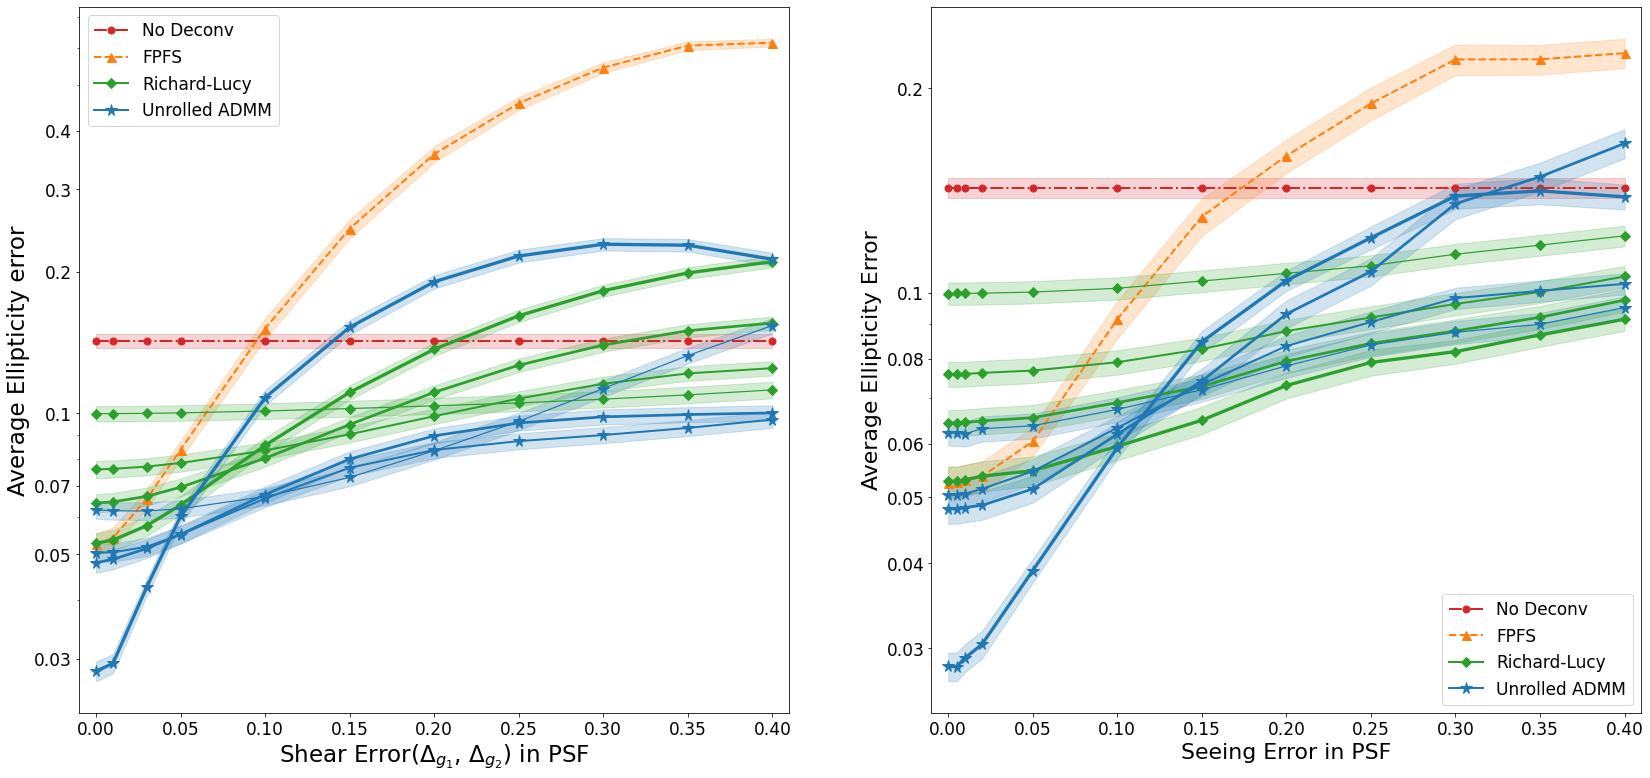 No Deconv
FPFS
Richard-Lucy
Unrolled ADMM
0.4
0.3
0.2
0.1
0.07
0.05
0.03
Average Ellipticity error
0.00 0.05 0.10 0.15 0.20 0.25 0.30 0.35 0.40
Shear Error(Δg₁, Δg₂) in PSF
0.2
0.1
0.08
0.06
0.05
0.04
0.03
Average Ellipticity Error
No Deconv
FPFS
Richard-Lucy
Unrolled ADMM
0.00 0.05 0.10 0.15 0.20 0.25 0.30 0.35 0.40
Seeing Error in PSF